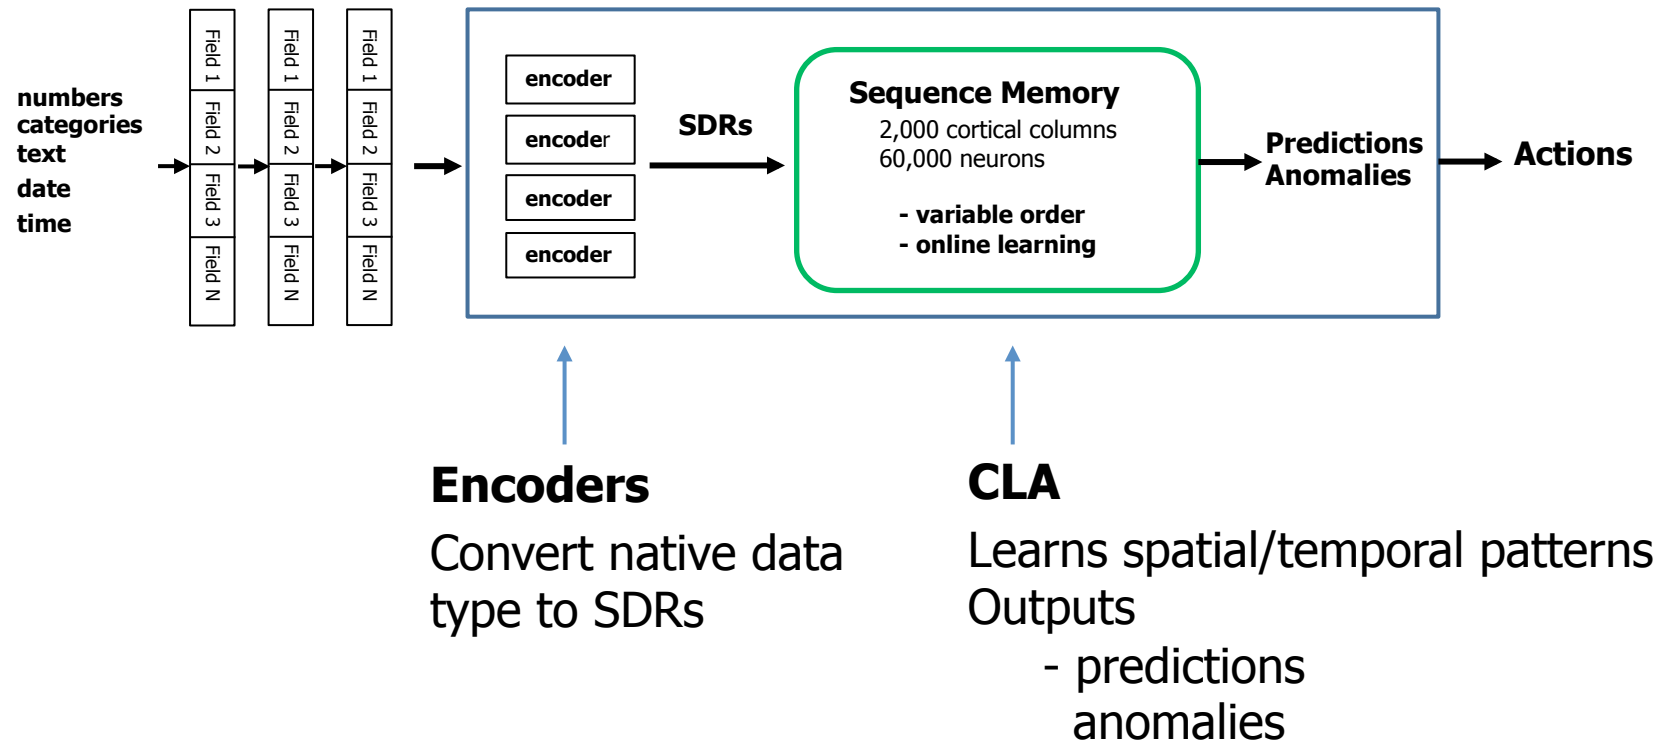 numbers
categories
text
date
time
Field 1
Field 2
Field 3
Field N
Field 1
Field 2
Field 3
Field N
Field 1
Field 2
Field 3
Field N
encoder
encoder
encoder
encoder
SDRs
Sequence Memory
2,000 cortical columns
60,000 neurons
- variable order
- online learning
Predictions
Anomalies
Actions
Encoders
Convert native data
type to SDRs
CLA
Learns spatial/temporal patterns
Outputs
- predictions
anomalies